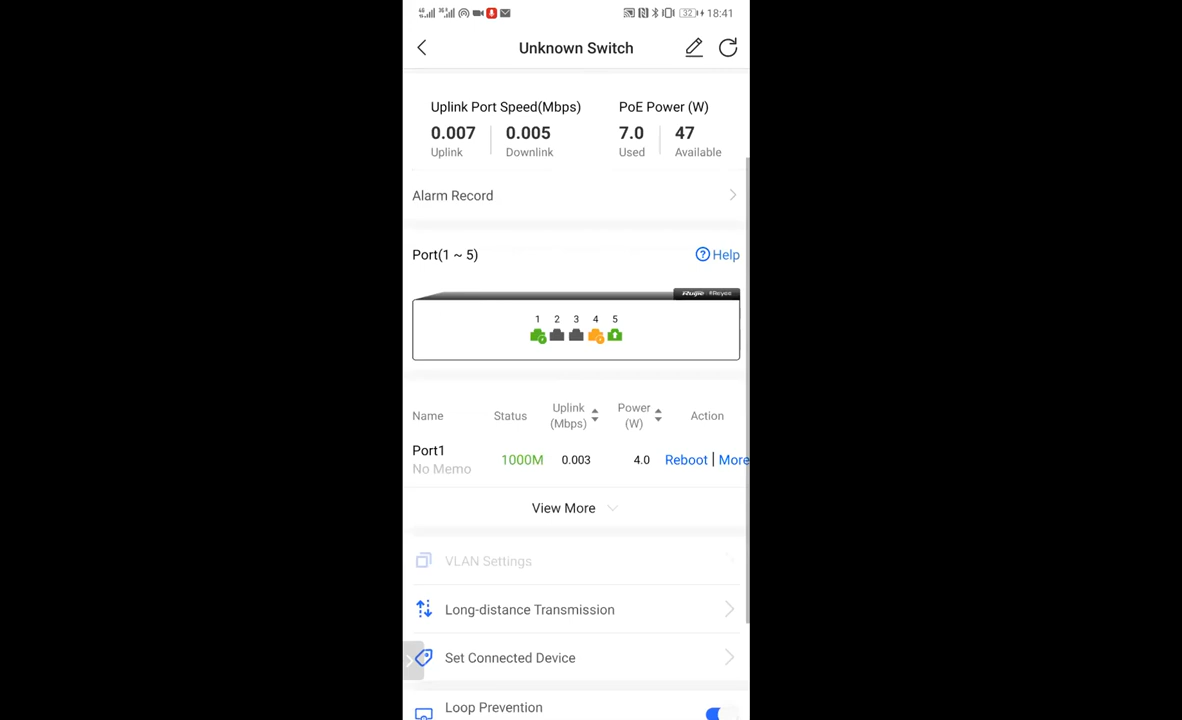 18:41
Unknown Switch
Uplink Port Speed(Mbps) PoE Power (W)
0.007 0.005 7.0 47
Uplink Downlink Used Available
Alarm Record
Port(1 ~ 5) Help
Ruijie Reyee
1 2 3 4 5
Name Status Uplink (Mbps) Power (W) Action
Port1
No Memo 1000M 0.003 4.0 Reboot | More
View More
VLAN Settings
Long-distance Transmission
Set Connected Device
Loop Prevention